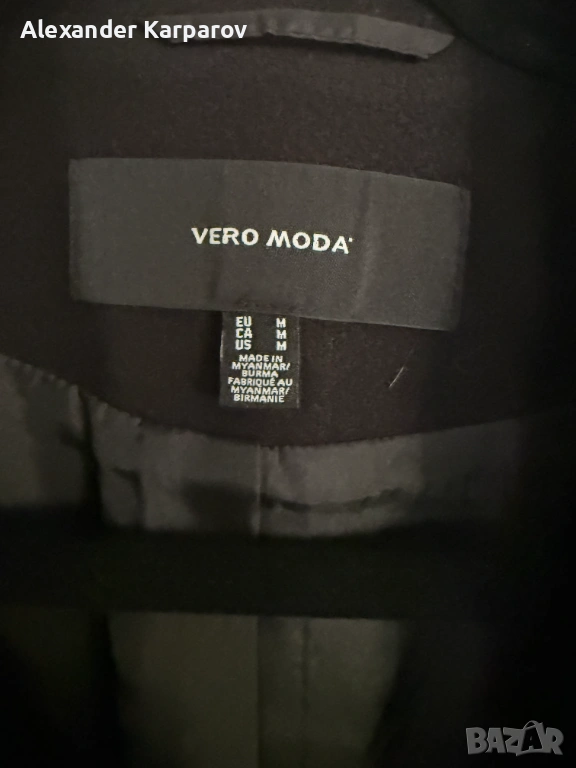 Alexander Karparov
VERO MODA
EU M
CA M
US M
MADE IN
MYANMAR/
BURMA
FABRIQUÉ AU
MYANMAR/
BIRMANIE
BAZAR